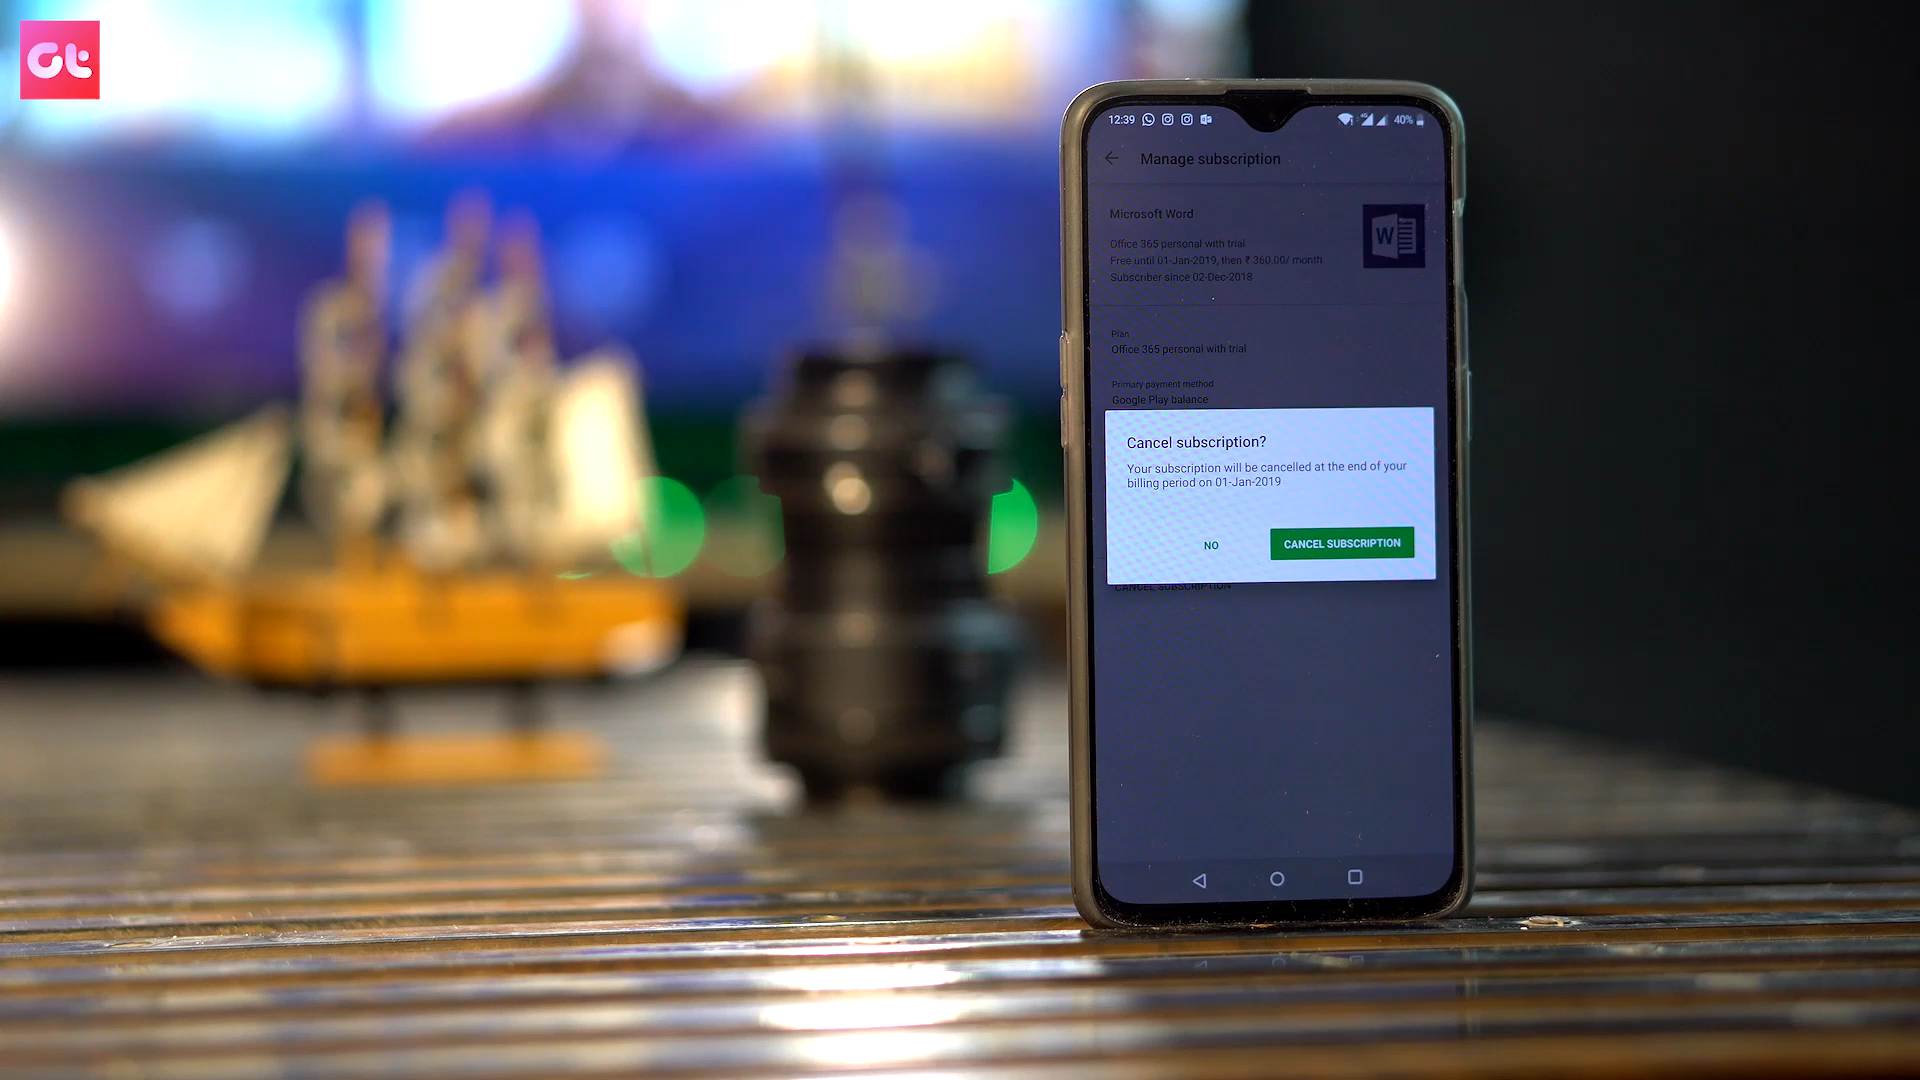 Gt
12:39
40%
Manage subscription
Microsoft Word
W
Office 365 personal with trial
Free until 01-Jan-2019, then ₹ 360.00/ month
Subscriber since 02-Dec-2018
Plan
Office 365 personal with trial
Primary payment method
Google Play balance
Cancel subscription?
Your subscription will be cancelled at the end of your
billing period on 01-Jan-2019
NO
CANCEL SUBSCRIPTION
CANCEL SUBSCRIPTION